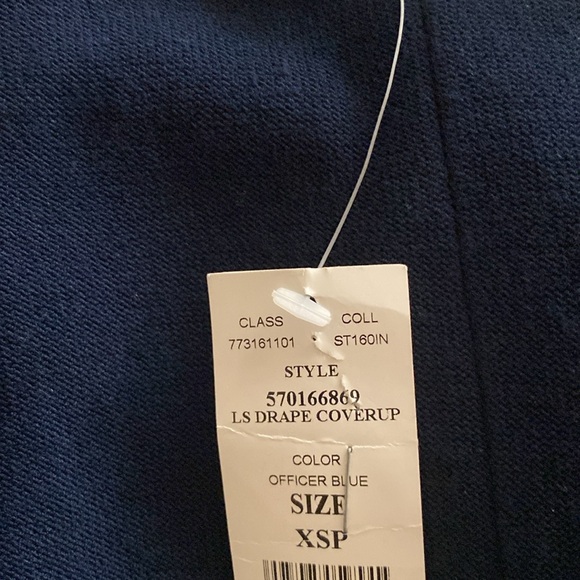 CLASS COLL
773161101 ST160IN
STYLE
570166869
LS DRAPE COVERUP
COLOR
OFFICER BLUE
SIZE
XSP